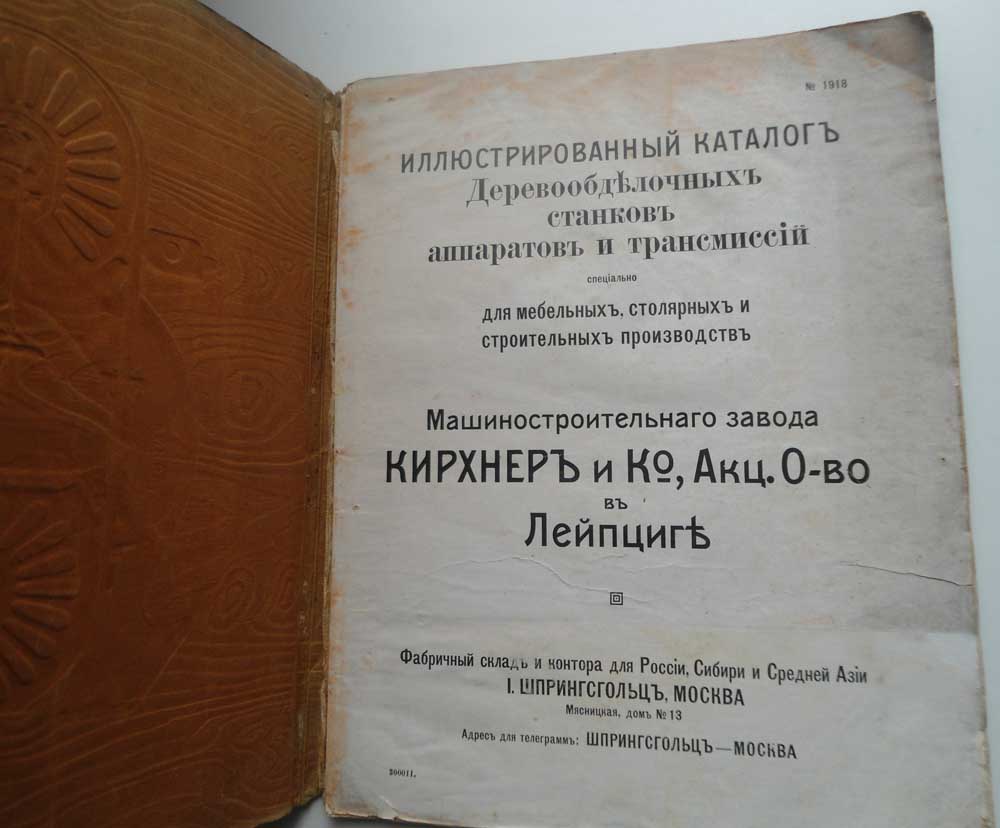 № 1918
ИЛЛЮСТРИРОВАННЫЙ КАТАЛОГЪ
Деревообдѣлочныхъ
станковъ
аппаратовъ и трансмиссій
спеціально
для мебельныхъ, столярныхъ и
строительныхъ производствъ
Машиностроительнаго завода
КИРХНЕРЪ и Кº, Акц. О-во
въ
Лейпцигѣ
Фабричный складъ и контора для Россіи, Сибири и Средней Азіи
І. ШПРИНГСГОЛЬЦЪ, МОСКВА
Мясницкая, домъ № 13
Адресъ для телеграммъ: ШПРИНГСГОЛЬЦЪ—МОСКВА
300011.